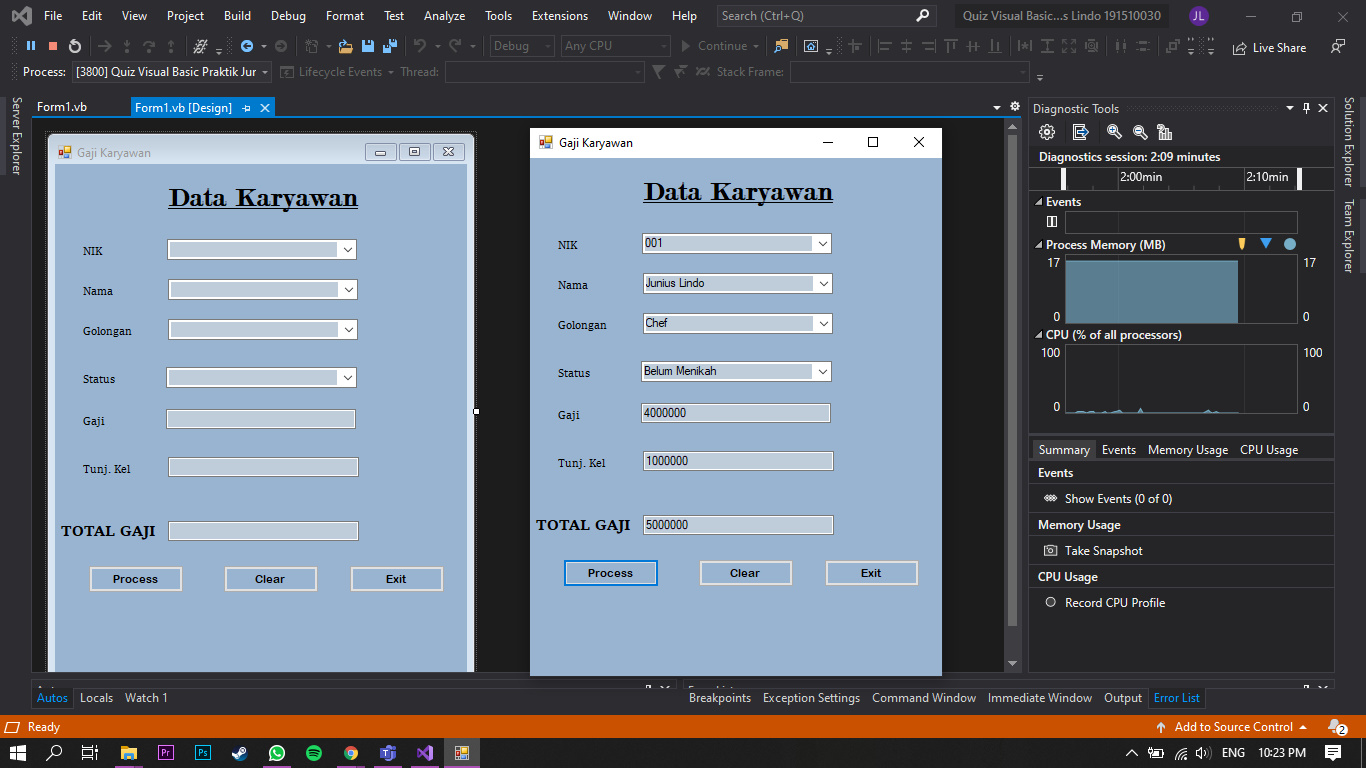 File Edit View Project Build Debug Format Test Analyze Tools Extensions Window Help Search (Ctrl+Q) Quiz Visual Basic...s Lindo 191510030 JL
Debug Any CPU Continue Live Share
Process: [3800] Quiz Visual Basic Praktik Jur Lifecycle Events Thread: Stack Frame:
Server Explorer
Form1.vb Form1.vb [Design]
Gaji Karyawan
Data Karyawan
NIK
Nama
Golongan
Status
Gaji
Tunj. Kel
TOTAL GAJI
Process Clear Exit
Gaji Karyawan
Data Karyawan
NIK 001
Nama Junius Lindo
Golongan Chef
Status Belum Menikah
Gaji 4000000
Tunj. Kel 1000000
TOTAL GAJI 5000000
Process Clear Exit
Diagnostic Tools
Diagnostics session: 2:09 minutes
2:00min 2:10min
Events
Process Memory (MB)
17 17
0 0
CPU (% of all processors)
100 100
0 0
Summary Events Memory Usage CPU Usage
Events
Show Events (0 of 0)
Memory Usage
Take Snapshot
CPU Usage
Record CPU Profile
Solution Explorer
Team Explorer
Autos Locals Watch 1
Breakpoints Exception Settings Command Window Immediate Window Output Error List
Ready Add to Source Control 2
Pr Ps ENG 10:23 PM